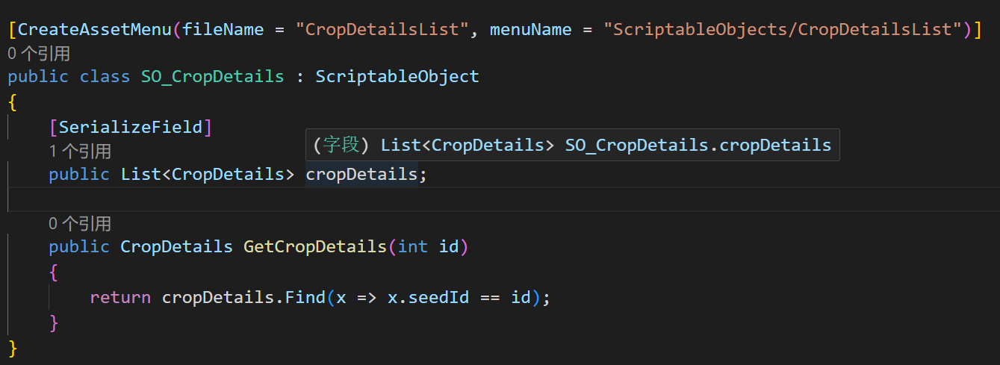 [CreateAssetMenu(fileName = "CropDetailsList", menuName = "ScriptableObjects/CropDetailsList")]
0 个引用
public class SO_CropDetails : ScriptableObject
{
[SerializeField]
(字段) List<CropDetails> SO_CropDetails.cropDetails
1 个引用
public List<CropDetails> cropDetails;
0 个引用
public CropDetails GetCropDetails(int id)
{
return cropDetails.Find(x => x.seedId == id);
}
}